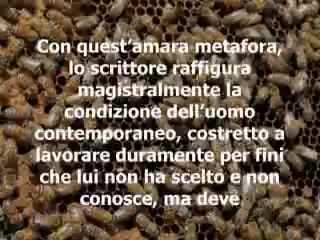 Con quest’amara metafora,
lo scrittore raffigura
magistralmente la
condizione dell’uomo
contemporaneo, costretto a
lavorare duramente per fini
che lui non ha scelto e non
conosce, ma deve